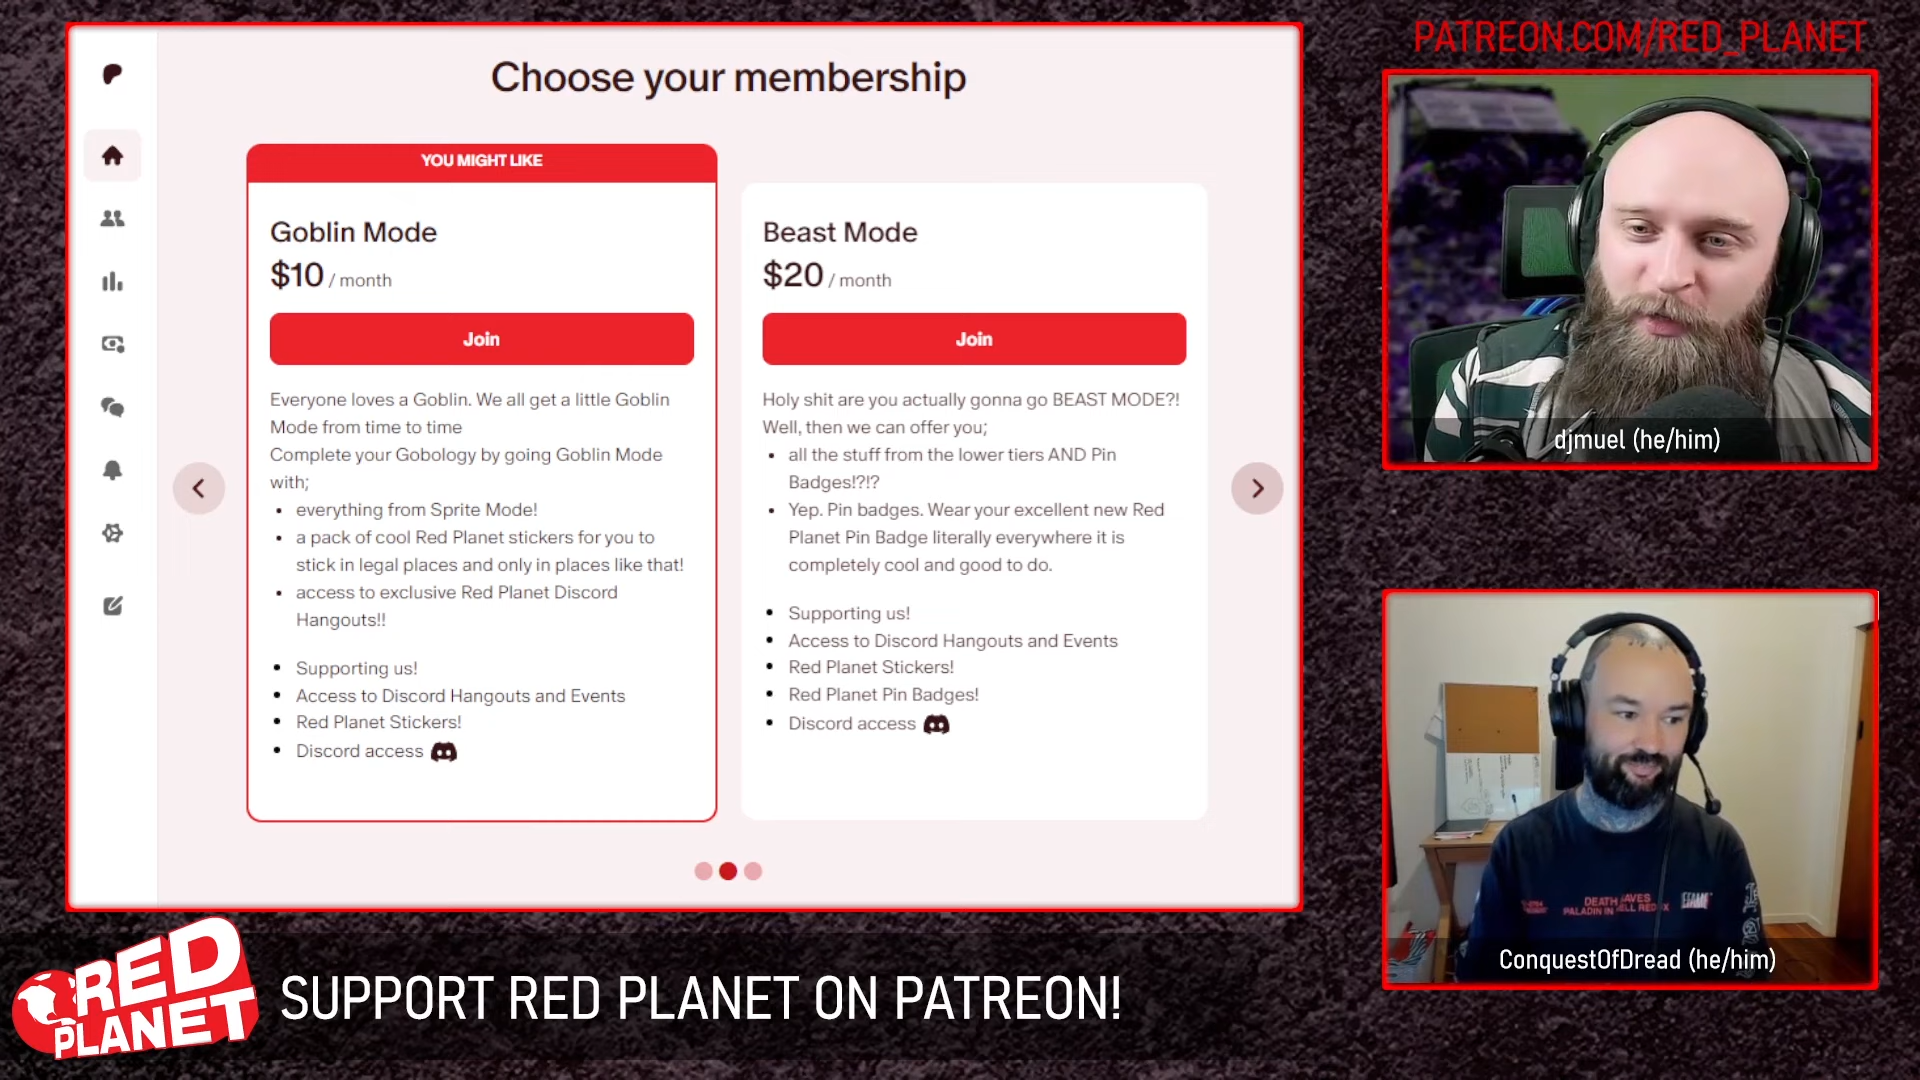 PATREON.COM/RED_PLANET
Choose your membership
YOU MIGHT LIKE
Goblin Mode
$10 / month
Join
Everyone loves a Goblin. We all get a little Goblin
Mode from time to time
Complete your Gobology by going Goblin Mode
with;
• everything from Sprite Mode!
• a pack of cool Red Planet stickers for you to
stick in legal places and only in places like that!
• access to exclusive Red Planet Discord
Hangouts!!
• Supporting us!
• Access to Discord Hangouts and Events
• Red Planet Stickers!
• Discord access
Beast Mode
$20 / month
Join
Holy shit are you actually gonna go BEAST MODE?!
Well, then we can offer you;
• all the stuff from the lower tiers AND Pin
Badges!?!?
• Yep. Pin badges. Wear your excellent new Red
Planet Pin Badge literally everywhere it is
completely cool and good to do.
• Supporting us!
• Access to Discord Hangouts and Events
• Red Planet Stickers!
• Red Planet Pin Badges!
• Discord access
djmuel (he/him)
DEATH
PALADIN IN
ConquestOfDread (he/him)
RED
PLANET
SUPPORT RED PLANET ON PATREON!